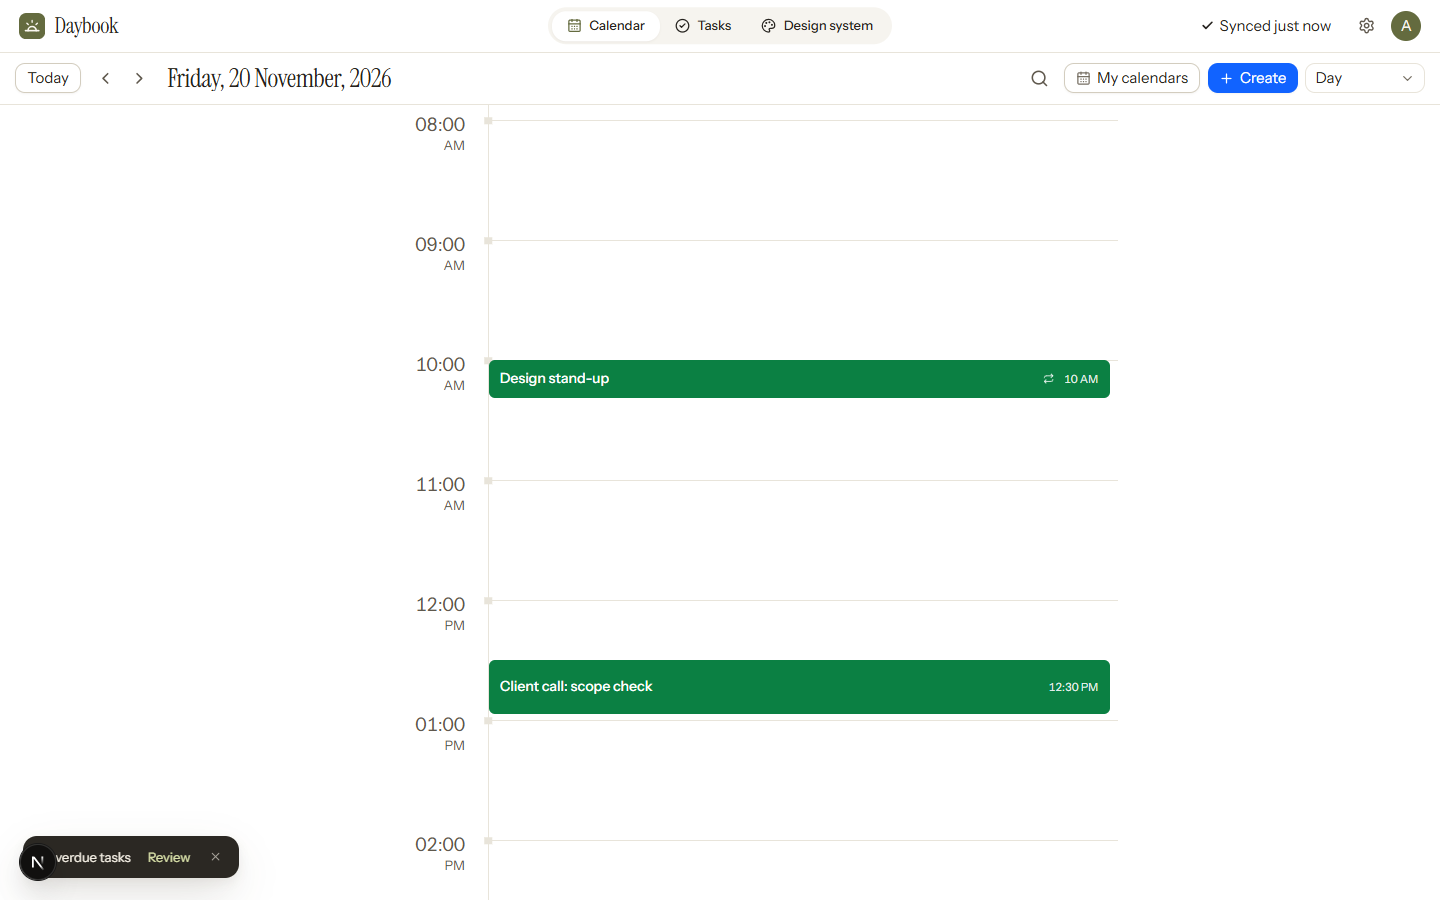 Daybook
Calendar
Tasks
Design system
Synced just now
A
Today
Friday, 20 November, 2026
My calendars
Create
Day
08:00
AM
09:00
AM
10:00
AM
Design stand-up
10 AM
11:00
AM
12:00
PM
Client call: scope check
12:30 PM
01:00
PM
02:00
PM
N
verdue tasks
Review